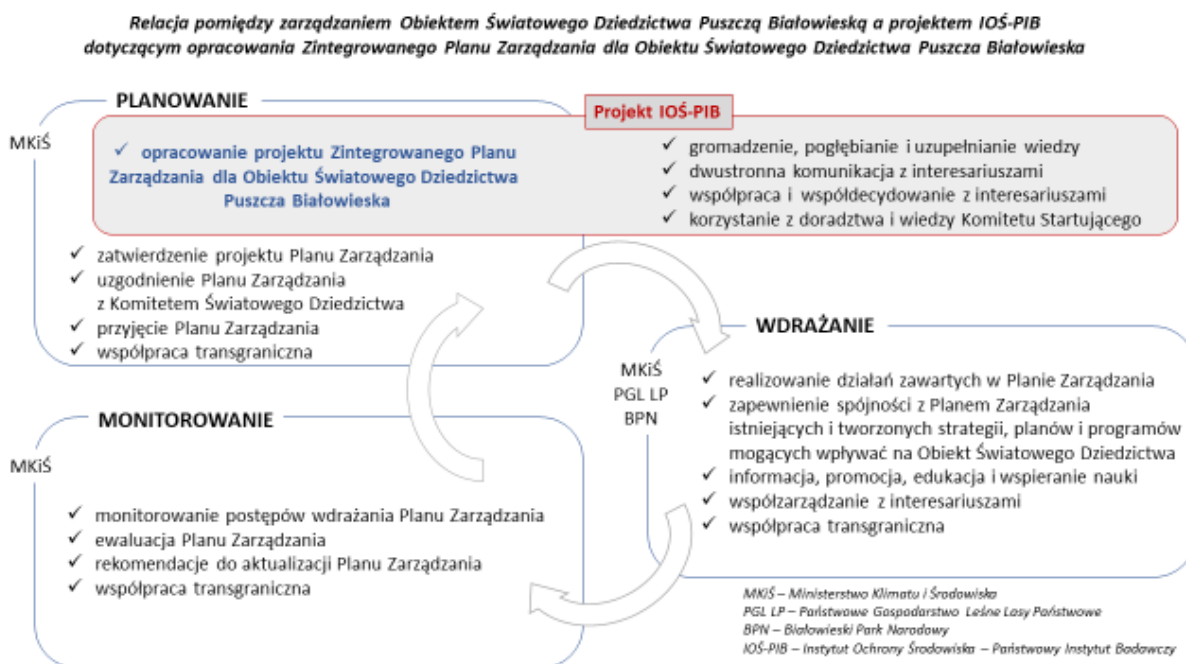 Relacja pomiędzy zarządzaniem Obiektem Światowego Dziedzictwa Puszczą Białowieską a projektem IOŚ-PIB
dotyczącym opracowania Zintegrowanego Planu Zarządzania dla Obiektu Światowego Dziedzictwa Puszcza Białowieska
PLANOWANIE
MKiŚ
Projekt IOŚ-PIB
✓ opracowanie projektu Zintegrowanego Planu
Zarządzania dla Obiektu Światowego Dziedzictwa
Puszcza Białowieska
✓ gromadzenie, pogłębianie i uzupełnianie wiedzy
✓ dwustronna komunikacja z interesariuszami
✓ współpraca i współdecydowanie z interesariuszami
✓ korzystanie z doradztwa i wiedzy Komitetu Startującego
✓ zatwierdzenie projektu Planu Zarządzania
✓ uzgodnienie Planu Zarządzania
z Komitetem Światowego Dziedzictwa
✓ przyjęcie Planu Zarządzania
✓ współpraca transgraniczna
WDRAŻANIE
MKiŚ
PGL LP
BPN
✓ realizowanie działań zawartych w Planie Zarządzania
✓ zapewnienie spójności z Planem Zarządzania
istniejących i tworzonych strategii, planów i programów
mogących wpływać na Obiekt Światowego Dziedzictwa
✓ informacja, promocja, edukacja i wspieranie nauki
✓ współzarządzanie z interesariuszami
✓ współpraca transgraniczna
MONITOROWANIE
MKiŚ
✓ monitorowanie postępów wdrażania Planu Zarządzania
✓ ewaluacja Planu Zarządzania
✓ rekomendacje do aktualizacji Planu Zarządzania
✓ współpraca transgraniczna
MKiŚ – Ministerstwo Klimatu i Środowiska
PGL LP – Państwowe Gospodarstwo Leśne Lasy Państwowe
BPN – Białowieski Park Narodowy
IOŚ-PIB – Instytut Ochrony Środowiska – Państwowy Instytut Badawczy